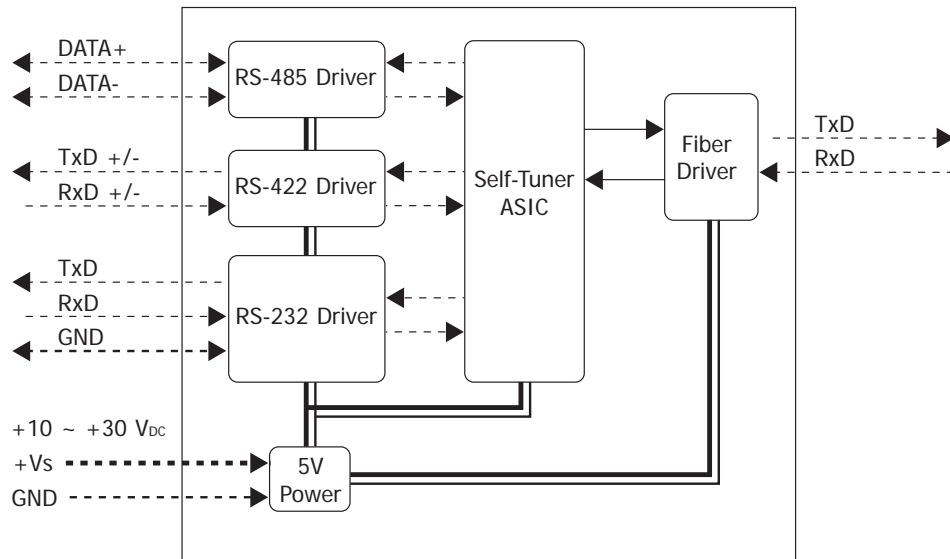 DATA+
DATA-
RS-485 Driver
TxD +/-
RxD +/-
RS-422 Driver
TxD
RxD
GND
RS-232 Driver
Self-Tuner
ASIC
Fiber
Driver
TxD
RxD
+10 ~ +30 VDC
+Vs
GND
5V
Power